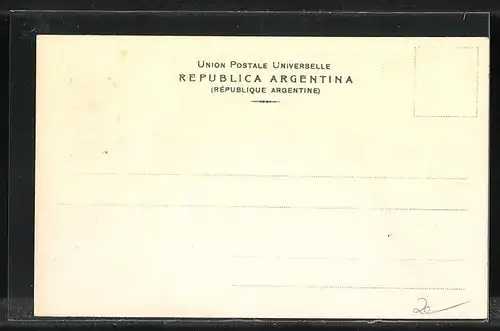 UNION POSTALE UNIVERSELLE
REPUBLICA ARGENTINA
(RÉPUBLIQUE ARGENTINE)